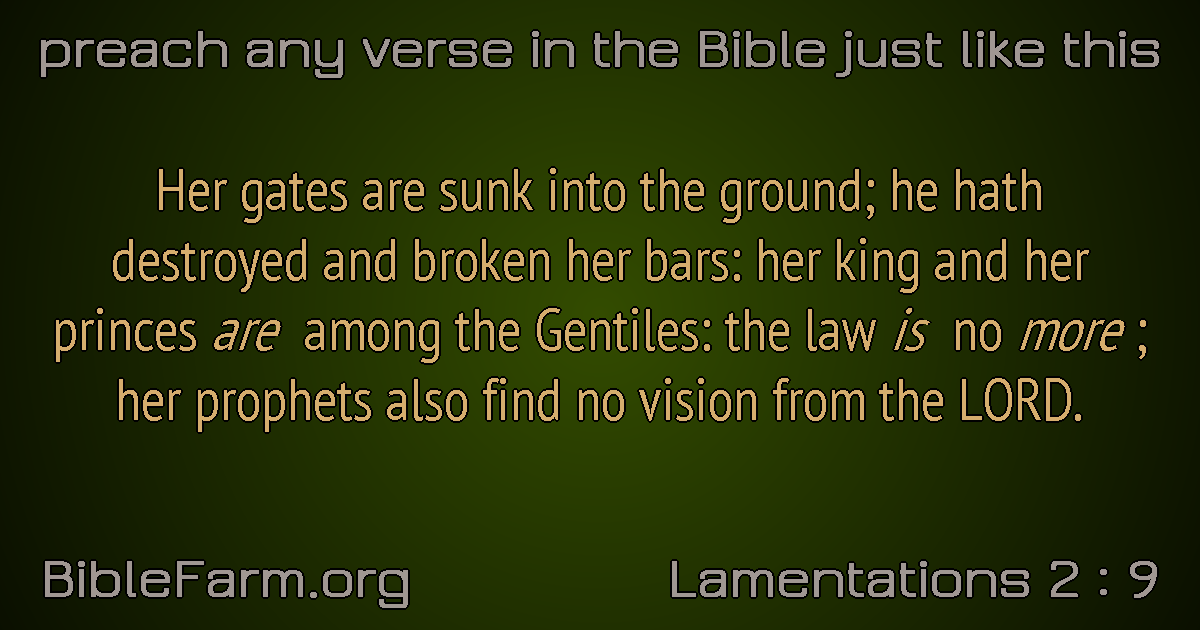 preach any verse in the Bible just like this
Her gates are sunk into the ground; he hath
destroyed and broken her bars: her king and her
princes are among the Gentiles: the law is no more ;
her prophets also find no vision from the LORD.
BibleFarm.org
Lamentations 2 : 9